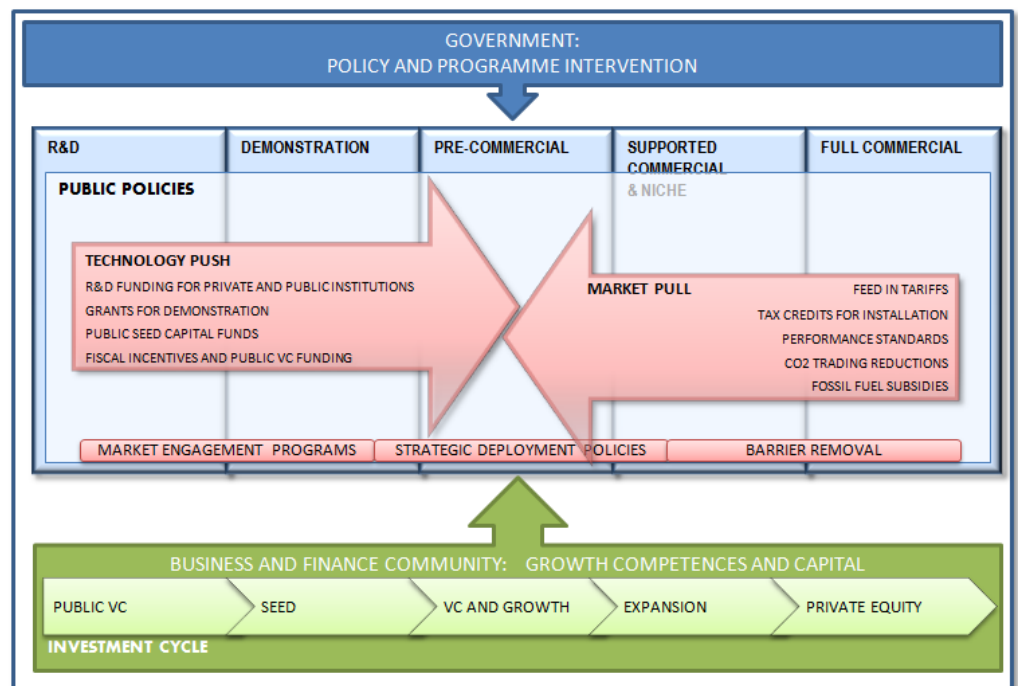 GOVERNMENT:
POLICY AND PROGRAMME INTERVENTION
R&D
DEMONSTRATION
PRE-COMMERCIAL
SUPPORTED
COMMERCIAL
& NICHE
FULL COMMERCIAL
PUBLIC POLICIES
TECHNOLOGY PUSH
R&D FUNDING FOR PRIVATE AND PUBLIC INSTITUTIONS
GRANTS FOR DEMONSTRATION
PUBLIC SEED CAPITAL FUNDS
FISCAL INCENTIVES AND PUBLIC VC FUNDING
MARKET PULL
FEED IN TARIFFS
TAX CREDITS FOR INSTALLATION
PERFORMANCE STANDARDS
CO2 TRADING REDUCTIONS
FOSSIL FUEL SUBSIDIES
MARKET ENGAGEMENT PROGRAMS
STRATEGIC DEPLOYMENT POLICIES
BARRIER REMOVAL
BUSINESS AND FINANCE COMMUNITY: GROWTH COMPETENCES AND CAPITAL
PUBLIC VC
SEED
VC AND GROWTH
EXPANSION
PRIVATE EQUITY
INVESTMENT CYCLE